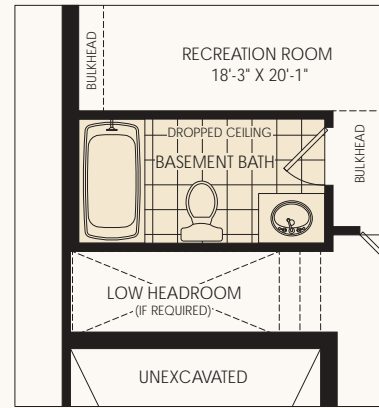 BULKHEAD
RECREATION ROOM
18'-3" X 20'-1"
DROPPED CEILING
BASEMENT BATH
BULKHEAD
LOW HEADROOM
(IF REQUIRED)
UNEXCAVATED